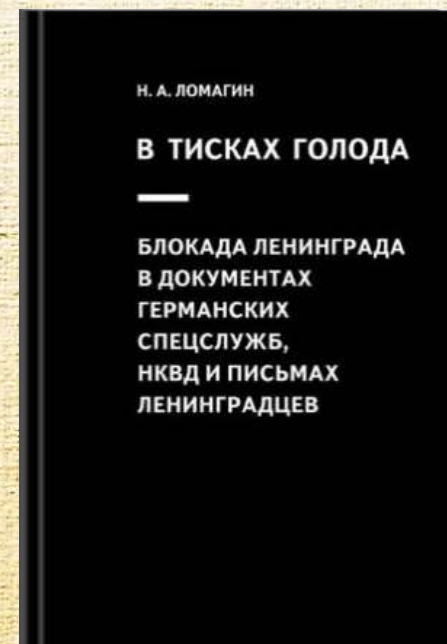 Н. А. ЛОМАГИН
В ТИСКАХ ГОЛОДА
БЛОКАДА ЛЕНИНГРАДА
В ДОКУМЕНТАХ
ГЕРМАНСКИХ
СПЕЦСЛУЖБ,
НКВД И ПИСЬМАХ
ЛЕНИНГРАДЦЕВ